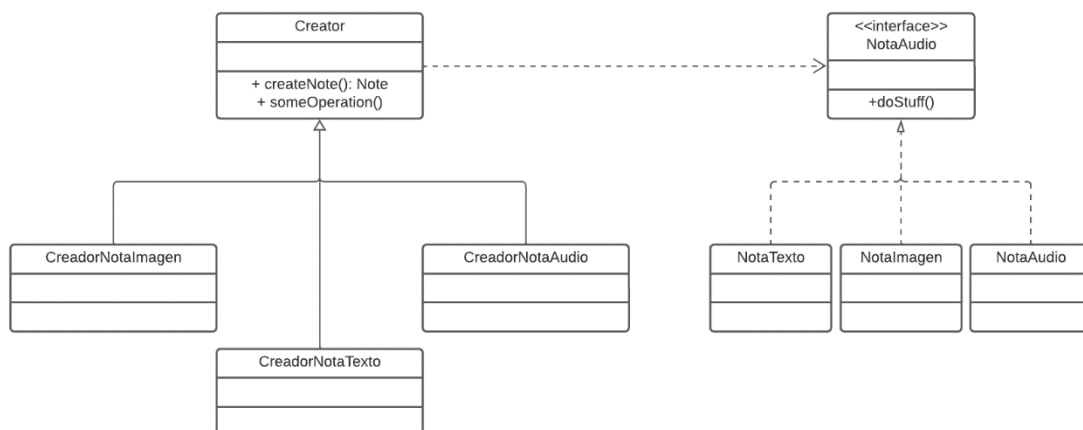 Creator
+ createNote(): Note
+ someOperation()
<<interface>>
NotaAudio
+doStuff()
CreadorNotaImagen
CreadorNotaAudio
NotaTexto
NotaImagen
NotaAudio
CreadorNotaTexto